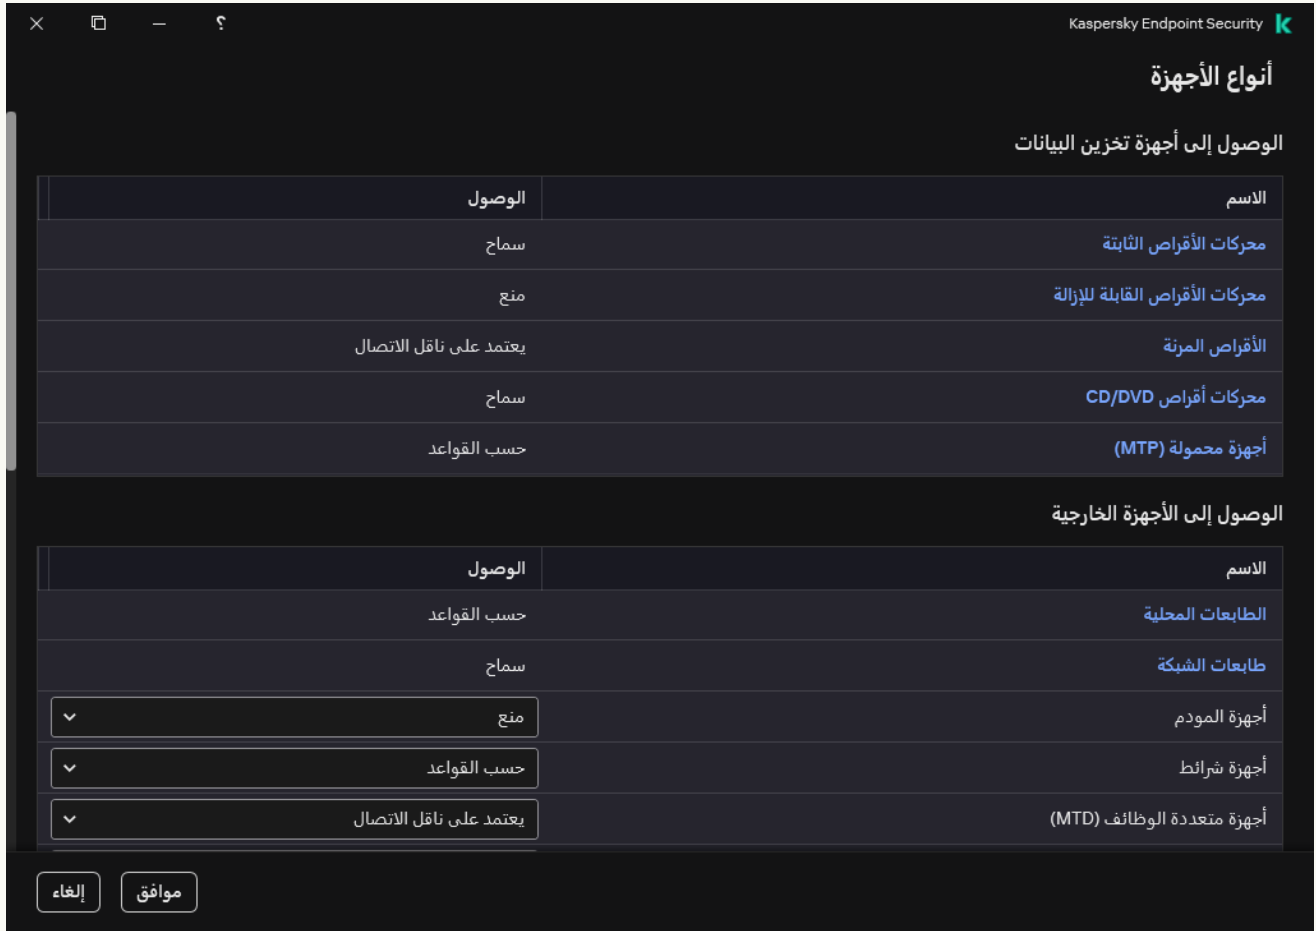 Kaspersky Endpoint Security
؟
أنواع الأجهزة
الوصول إلى أجهزة تخزين البيانات
الاسم الوصول
محركات الأقراص الثابتة سماح
محركات الأقراص القابلة للإزالة منع
الأقراص المرنة يعتمد على ناقل الاتصال
محركات أقراص CD/DVD سماح
أجهزة محمولة (MTP) حسب القواعد
الوصول إلى الأجهزة الخارجية
الاسم الوصول
الطابعات المحلية حسب القواعد
طابعات الشبكة سماح
أجهزة المودم منع
أجهزة شرائط حسب القواعد
أجهزة متعددة الوظائف (MTD) يعتمد على ناقل الاتصال
موافق إلغاء